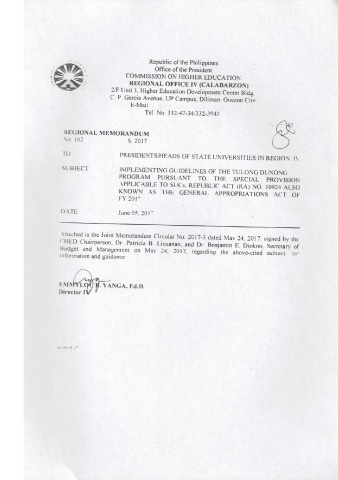 Republic of the Philippines
Office of the President
COMMISSION ON HIGHER EDUCATION
REGIONAL OFFICE IV (CALABARZON)
2/F Unit 3, Higher Education Development Center Bldg.
C. P. Garcia Avenue, UP Campus, Diliman, Quezon City
E-Mail
Tel. No. 332-47-34/332-3941
REGIONAL MEMORANDUM
No 162 S. 2017
TO PRESIDENTS/HEADS OF STATE UNIVERSITIES IN REGION IV
SUBJECT IMPLEMENTING GUIDELINES OF THE TULONG DUNONG
PROGRAM PURSUANT TO THE SPECIAL PROVISION
APPLICABLE TO SUCs, REPUBLIC ACT (RA) NO. 10924 ALSO
KNOWN AS THE GENERAL APPROPRIATIONS ACT OF
FY 2017
DATE June 05, 2017
Attached is the Joint Memorandum Circular No. 2017-3 dated May 24, 2017, signed by the
CHED Chairperson, Dr. Patricia B. Licuanan, and Dr. Benjamin E. Diokno, Secretary of
Budget and Management on May 24, 2017, regarding the above-cited subject, for
information and guidance
EMMYLOU B. YANGA, Ed.D.
Director IV